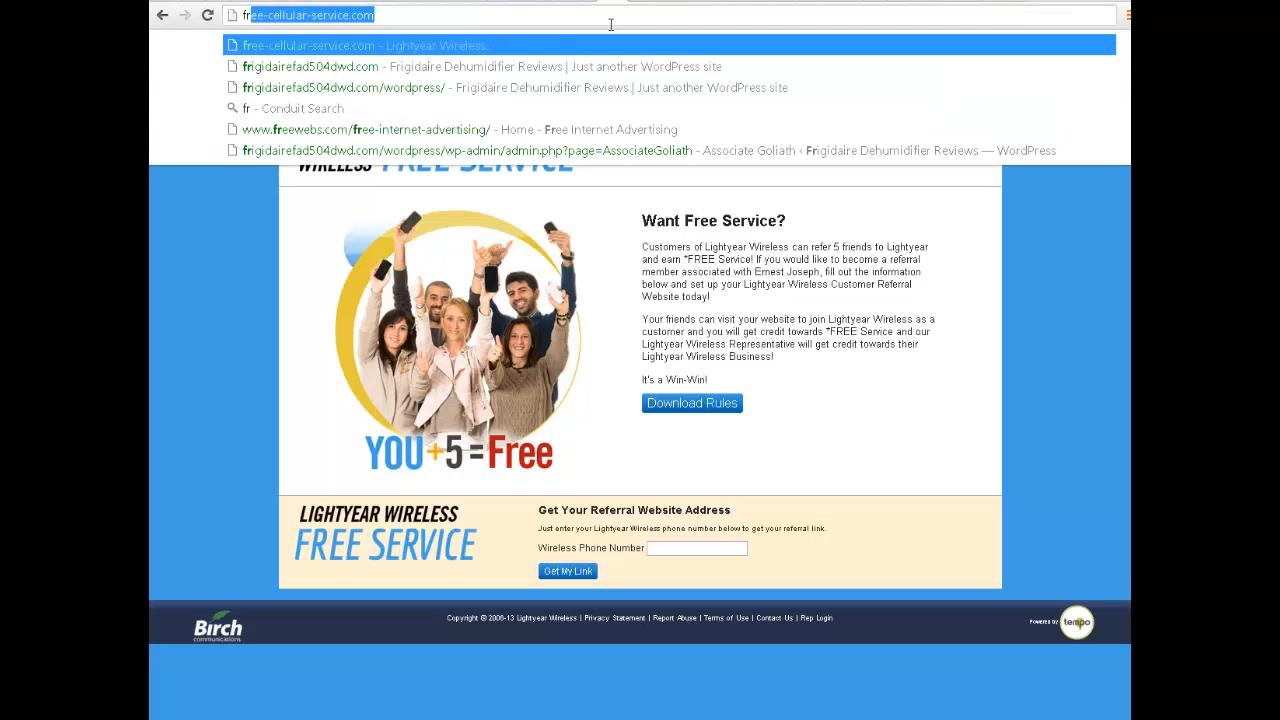 free-cellular-service.com
free-cellular-service.com - Lightyear Wireless
frigidairefad504dwd.com - Frigidaire Dehumidifier Reviews | Just another WordPress site
frigidairefad504dwd.com/wordpress/ - Frigidaire Dehumidifier Reviews | Just another WordPress site
fr - Conduit Search
www.freewebs.com/free-internet-advertising/ - Home - Free Internet Advertising
frigidairefad504dwd.com/wordpress/wp-admin/admin.php?page=AssociateGoliath - Associate Goliath ‹ Frigidaire Dehumidifier Reviews — WordPress
WIRELESS FREE SERVICE
Want Free Service?
Customers of Lightyear Wireless can refer 5 friends to Lightyear
and earn *FREE Service! If you would like to become a referral
member associated with Ernest Joseph, fill out the information
below and set up your Lightyear Wireless Customer Referral
Website today!
Your friends can visit your website to join Lightyear Wireless as a
customer and you will get credit towards *FREE Service and our
Lightyear Wireless Representative will get credit towards their
Lightyear Wireless Business!
It's a Win-Win!
Download Rules
YOU+5=Free
LIGHTYEAR WIRELESS
FREE SERVICE
Get Your Referral Website Address
Just enter your Lightyear Wireless phone number below to get your referral link.
Wireless Phone Number
Get My Link
Birch
communications
Copyright © 2006-13 Lightyear Wireless | Privacy Statement | Report Abuse | Terms of Use | Contact Us | Rep Login
Powered by
tempo